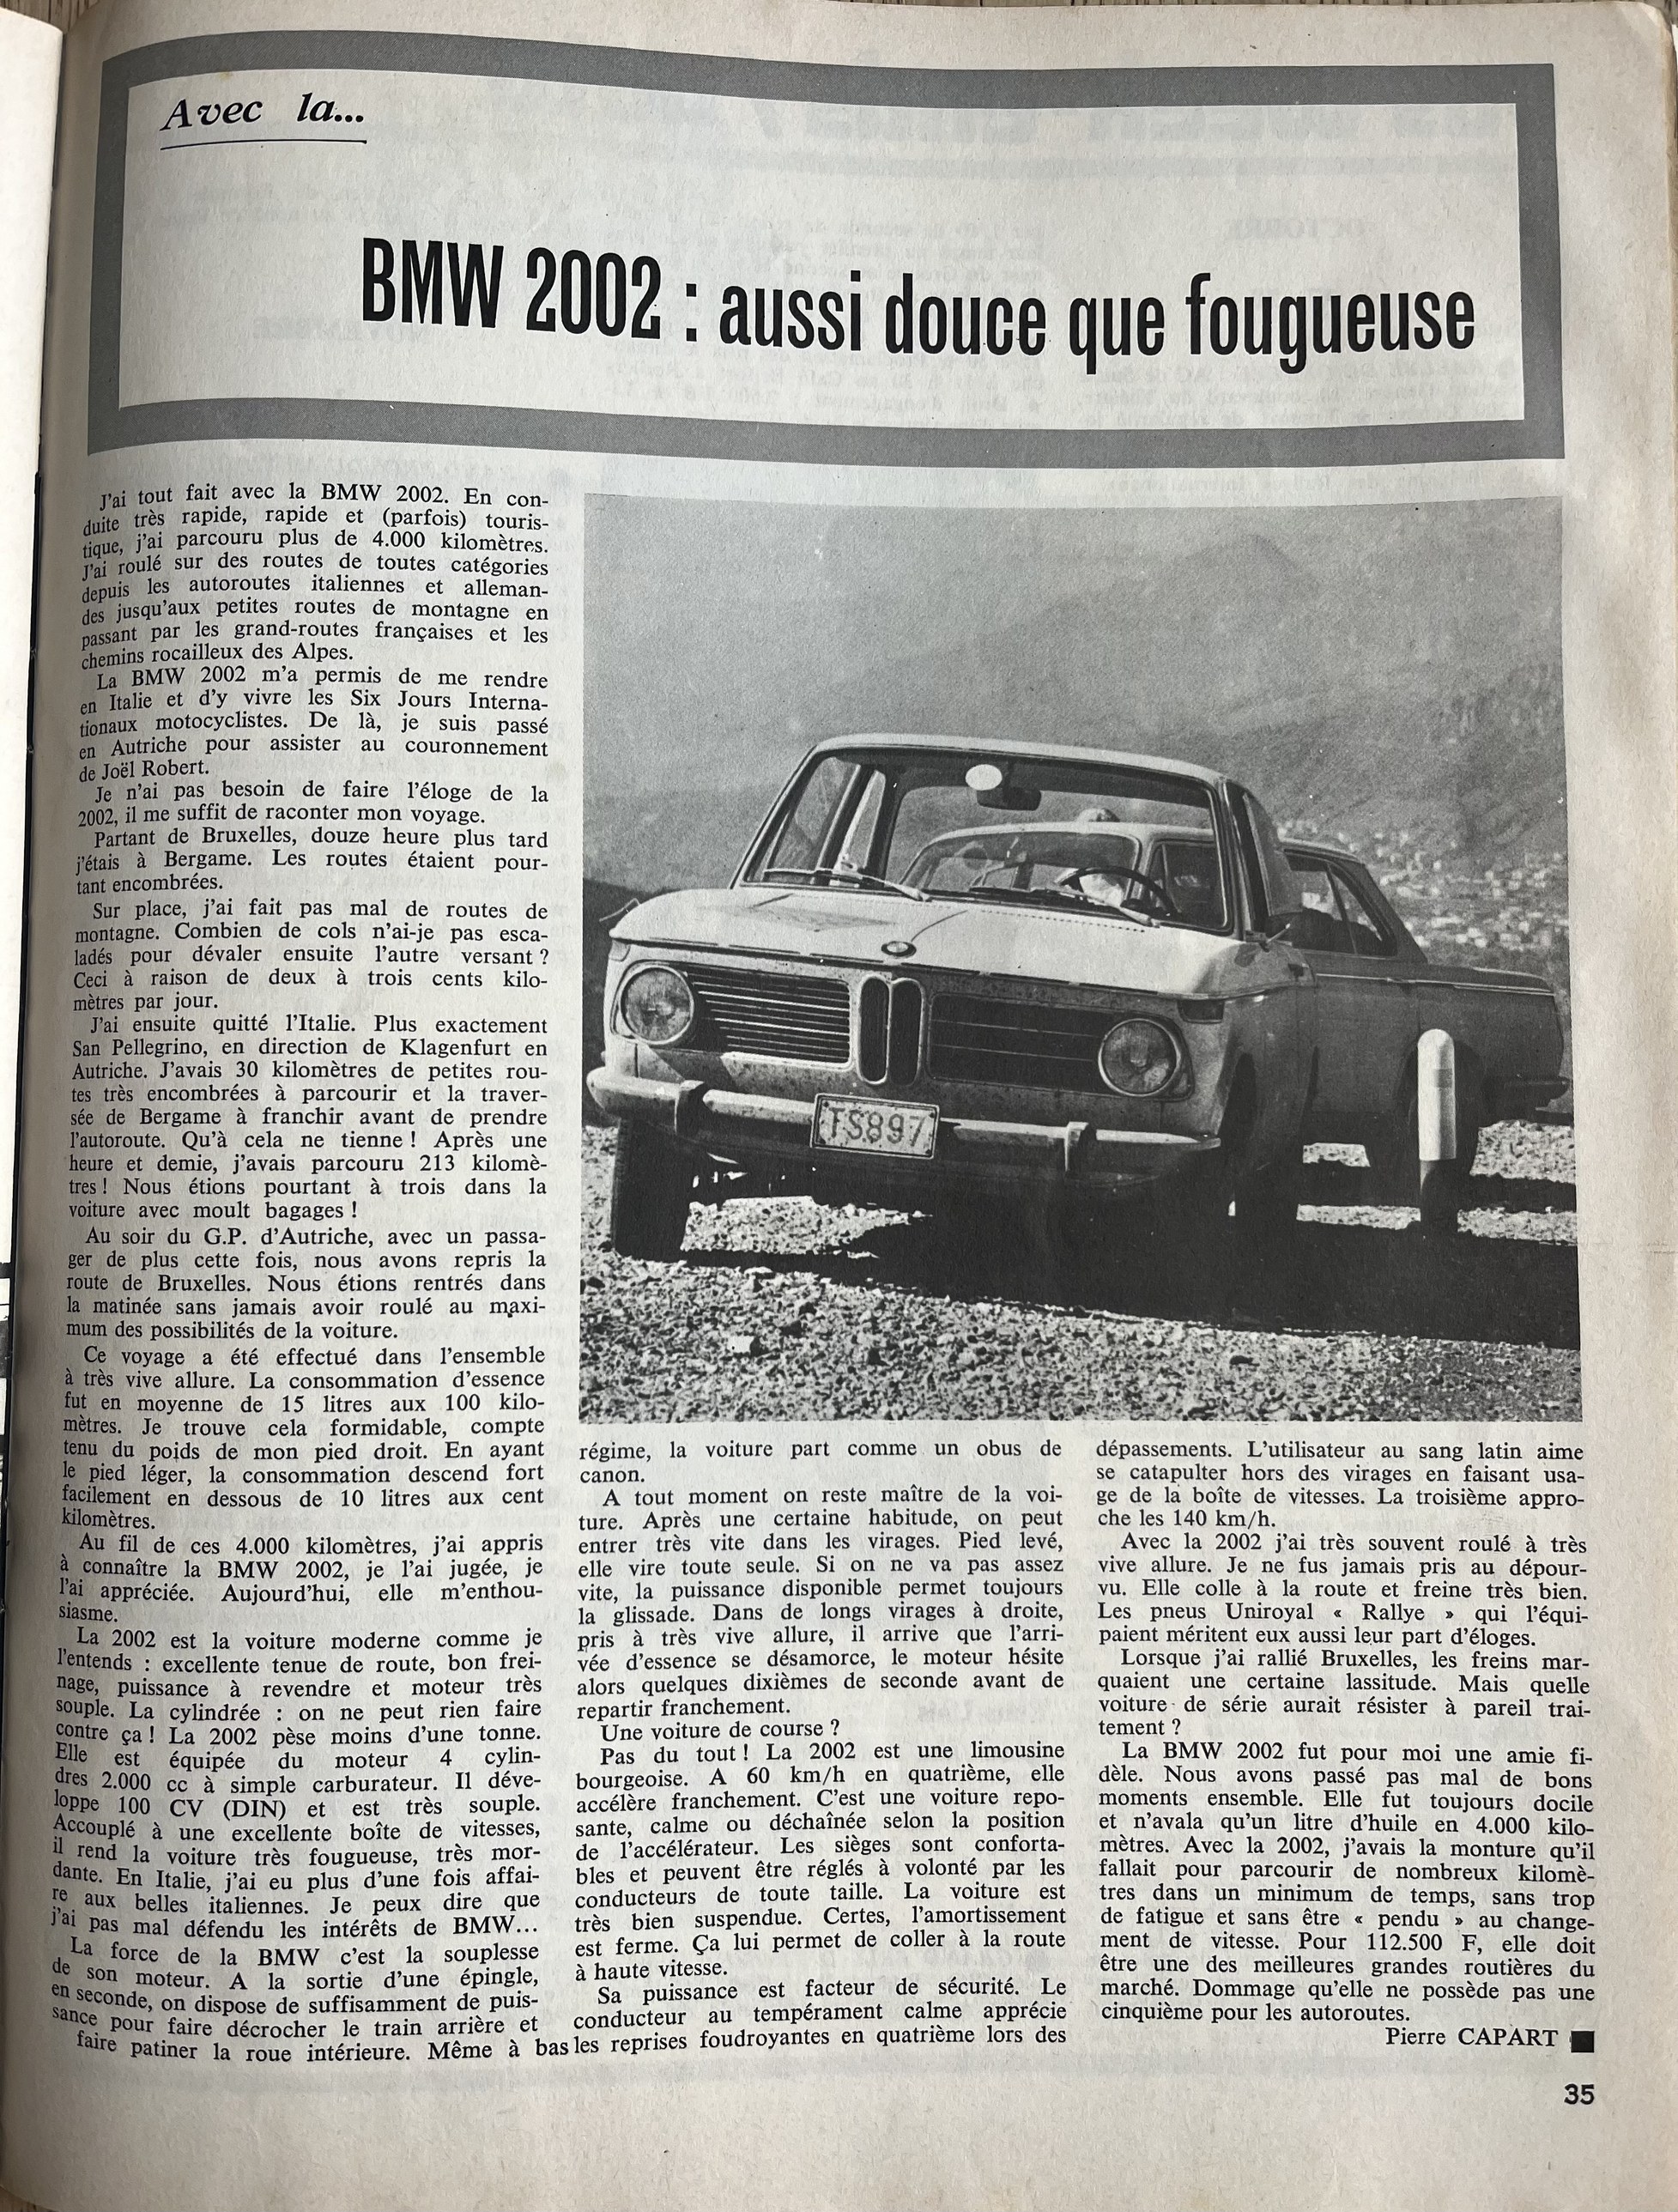 Avec la...
BMW 2002 : aussi douce que fougueuse
J'ai tout fait avec la BMW 2002. En con-
duite très rapide, rapide et (parfois) touris-
tique, j'ai parcouru plus de 4.000 kilomètres.
J'ai roulé sur des routes de toutes catégories
depuis les autoroutes italiennes et alleman-
des jusqu'aux petites routes de montagne en
passant par les grand-routes françaises et les
chemins rocailleux des Alpes.
La BMW 2002 m'a permis de me rendre
en Italie et d'y vivre les Six Jours Interna-
tionaux motocyclistes. De là, je suis passé
en Autriche pour assister au couronnement
de Joël Robert.
Je n'ai pas besoin de faire l'éloge de la
2002, il me suffit de raconter mon voyage.
Partant de Bruxelles, douze heure plus tard
j'étais à Bergame. Les routes étaient pour-
tant encombrées.
Sur place, j'ai fait pas mal de routes de
montagne. Combien de cols n'ai-je pas esca-
ladés pour dévaler ensuite l'autre versant ?
Ceci à raison de deux à trois cents kilo-
mètres par jour.
J'ai ensuite quitté l'Italie. Plus exactement
San Pellegrino, en direction de Klagenfurt en
Autriche. J'avais 30 kilomètres de petites rou-
tes très encombrées à parcourir et la traver-
sée de Bergame à franchir avant de prendre
l'autoroute. Qu'à cela ne tienne ! Après une
heure et demie, j'avais parcouru 213 kilomè-
tres ! Nous étions pourtant à trois dans la
voiture avec moult bagages !
Au soir du G.P. d'Autriche, avec un passa-
ger de plus cette fois, nous avons repris la
route de Bruxelles. Nous étions rentrés dans
la matinée sans jamais avoir roulé au maxi-
mum des possibilités de la voiture.
Ce voyage a été effectué dans l'ensemble
à très vive allure. La consommation d'essence
fut en moyenne de 15 litres aux 100 kilo-
mètres. Je trouve cela formidable, compte
tenu du poids de mon pied droit. En ayant
le pied léger, la consommation descend fort
facilement en dessous de 10 litres aux cent
kilomètres.
Au fil de ces 4.000 kilomètres, j'ai appris
à connaître la BMW 2002, je l'ai jugée, je
l'ai appréciée. Aujourd'hui, elle m'enthou-
siasme.
La 2002 est la voiture moderne comme je
l'entends : excellente tenue de route, bon frei-
nage, puissance à revendre et moteur très
souple. La cylindrée : on ne peut rien faire
contre ça ! La 2002 pèse moins d'une tonne.
Elle est équipée du moteur 4 cylin-
dres 2.000 cc à simple carburateur. Il déve-
loppe 100 CV (DIN) et est très souple.
Accouplé à une excellente boîte de vitesses,
il rend la voiture très fougueuse, très mor-
dante. En Italie, j'ai eu plus d'une fois affai-
re aux belles italiennes. Je peux dire que
j'ai pas mal défendu les intérêts de BMW...
La force de la BMW c'est la souplesse
de son moteur. A la sortie d'une épingle,
en seconde, on dispose de suffisamment de puis-
sance pour faire décrocher le train arrière et
faire patiner la roue intérieure. Même à bas
TS897
régime, la voiture part comme un obus de
canon.
A tout moment on reste maître de la voi-
ture. Après une certaine habitude, on peut
entrer très vite dans les virages. Pied levé,
elle vire toute seule. Si on ne va pas assez
vite, la puissance disponible permet toujours
la glissade. Dans de longs virages à droite,
pris à très vive allure, il arrive que l'arri-
vée d'essence se désamorce, le moteur hésite
alors quelques dixièmes de seconde avant de
repartir franchement.
Une voiture de course ?
Pas du tout ! La 2002 est une limousine
bourgeoise. A 60 km/h en quatrième, elle
accélère franchement. C'est une voiture repo-
sante, calme ou déchaînée selon la position
de l'accélérateur. Les sièges sont conforta-
bles et peuvent être réglés à volonté par les
conducteurs de toute taille. La voiture est
très bien suspendue. Certes, l'amortissement
est ferme. Ça lui permet de coller à la route
à haute vitesse.
Sa puissance est facteur de sécurité. Le
conducteur au tempérament calme apprécie
les reprises foudroyantes en quatrième lors des
dépassements. L'utilisateur au sang latin aime
se catapulter hors des virages en faisant usa-
ge de la boîte de vitesses. La troisième appro-
che les 140 km/h.
Avec la 2002 j'ai très souvent roulé à très
vive allure. Je ne fus jamais pris au dépour-
vu. Elle colle à la route et freine très bien.
Les pneus Uniroyal « Rallye » qui l'équi-
paient méritent eux aussi leur part d'éloges.
Lorsque j'ai rallié Bruxelles, les freins mar-
quaient une certaine lassitude. Mais quelle
voiture de série aurait résister à pareil trai-
tement ?
La BMW 2002 fut pour moi une amie fi-
dèle. Nous avons passé pas mal de bons
moments ensemble. Elle fut toujours docile
et n'avala qu'un litre d'huile en 4.000 kilo-
mètres. Avec la 2002, j'avais la monture qu'il
fallait pour parcourir de nombreux kilomè-
tres dans un minimum de temps, sans trop
de fatigue et sans être « pendu » au change-
ment de vitesse. Pour 112.500 F, elle doit
être une des meilleures grandes routières du
marché. Dommage qu'elle ne possède pas une
cinquième pour les autoroutes.
Pierre CAPART
35